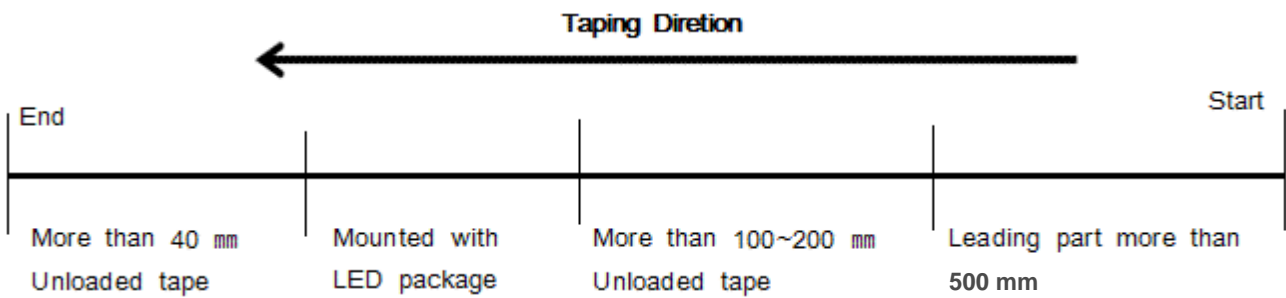 Taping Diretion
End
Start
More than 40 ㎜
Unloaded tape
Mounted with
LED package
More than 100~200 ㎜
Unloaded tape
Leading part more than
500 mm